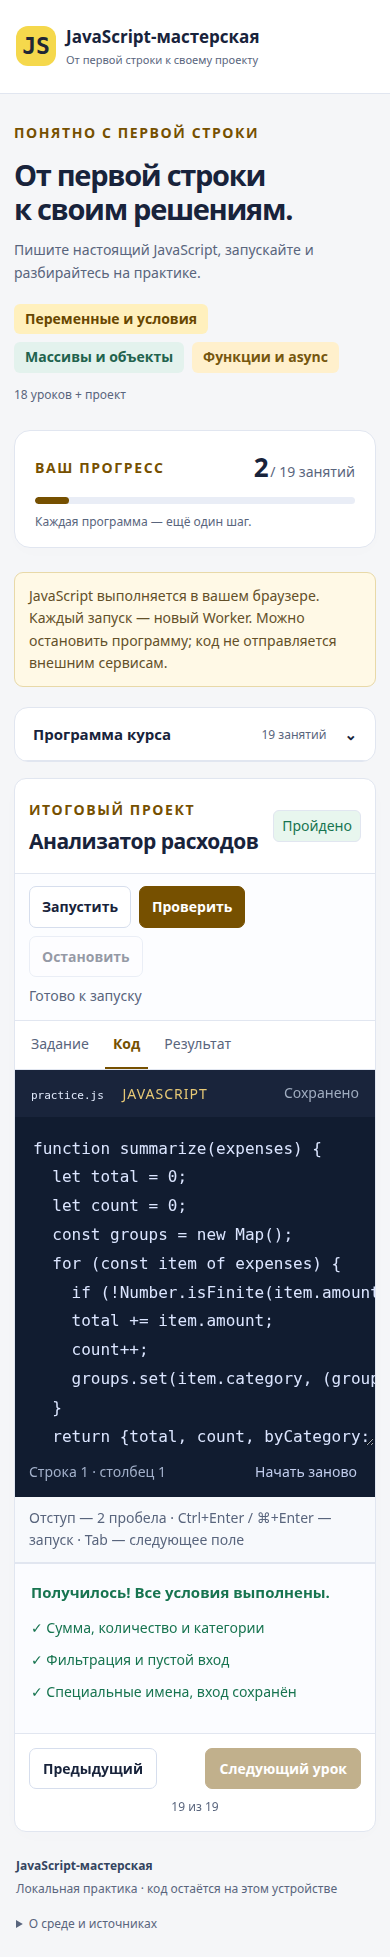 JS
JavaScript-мастерская
От первой строки к своему проекту
ПОНЯТНО С ПЕРВОЙ СТРОКИ
От первой строки
к своим решениям.
Пишите настоящий JavaScript, запускайте и
разбирайтесь на практике.
Переменные и условия
Массивы и объекты
Функции и async
18 уроков + проект
ВАШ ПРОГРЕСС
2 / 19 занятий
Каждая программа — ещё один шаг.
JavaScript выполняется в вашем браузере.
Каждый запуск — новый Worker. Можно
остановить программу; код не отправляется
внешним сервисам.
Программа курса
19 занятий
ИТОГОВЫЙ ПРОЕКТ
Анализатор расходов
Пройдено
Запустить
Проверить
Остановить
Готово к запуску
Задание
Код
Результат
practice.js
JAVASCRIPT
Сохранено
function summarize(expenses) {
  let total = 0;
  let count = 0;
  const groups = new Map();
  for (const item of expenses) {
    if (!Number.isFinite(item.amount
    total += item.amount;
    count++;
    groups.set(item.category, (group
  }
  return {total, count, byCategory:
Строка 1 · столбец 1
Начать заново
Отступ — 2 пробела · Ctrl+Enter / ⌘+Enter —
запуск · Tab — следующее поле
Получилось! Все условия выполнены.
✓ Сумма, количество и категории
✓ Фильтрация и пустой вход
✓ Специальные имена, вход сохранён
Предыдущий
Следующий урок
19 из 19
JavaScript-мастерская
Локальная практика · код остаётся на этом устройстве
▶ О среде и источниках